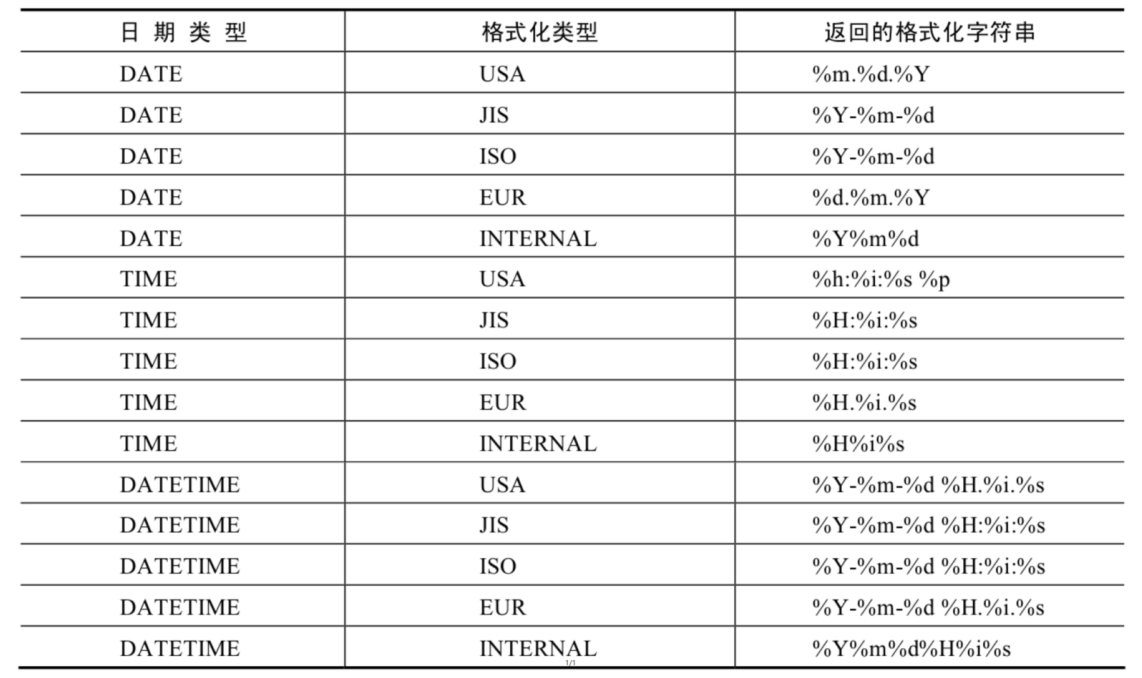 日 期 类 型 格式化类型 返回的格式化字符串
DATE USA %m.%d.%Y
DATE JIS %Y-%m-%d
DATE ISO %Y-%m-%d
DATE EUR %d.%m.%Y
DATE INTERNAL %Y%m%d
TIME USA %h:%i:%s %p
TIME JIS %H:%i:%s
TIME ISO %H:%i:%s
TIME EUR %H.%i.%s
TIME INTERNAL %H%i%s
DATETIME USA %Y-%m-%d %H.%i.%s
DATETIME JIS %Y-%m-%d %H:%i:%s
DATETIME ISO %Y-%m-%d %H:%i:%s
DATETIME EUR %Y-%m-%d %H.%i.%s
DATETIME INTERNAL %Y%m%d%H%i%s
1/1